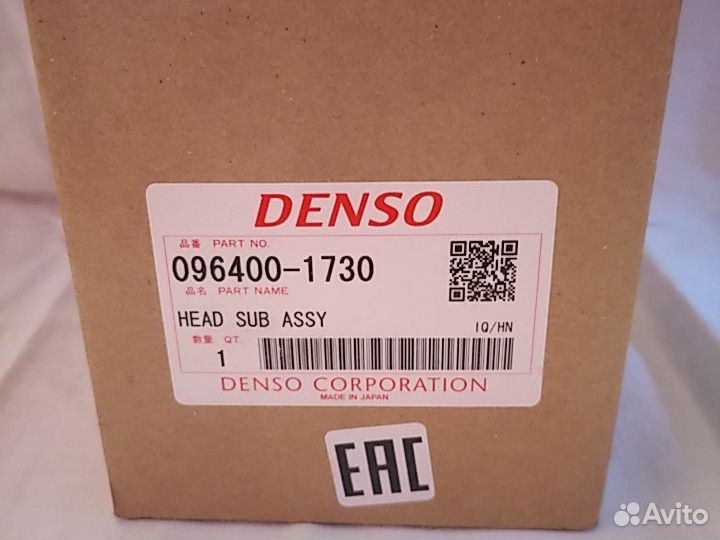 DENSO
品番 PART NO.
096400-1730
品名 PART NAME
HEAD SUB ASSY
IQ/HN
数量 QT.
1
DENSO CORPORATION
MADE IN JAPAN
EAC
Avito